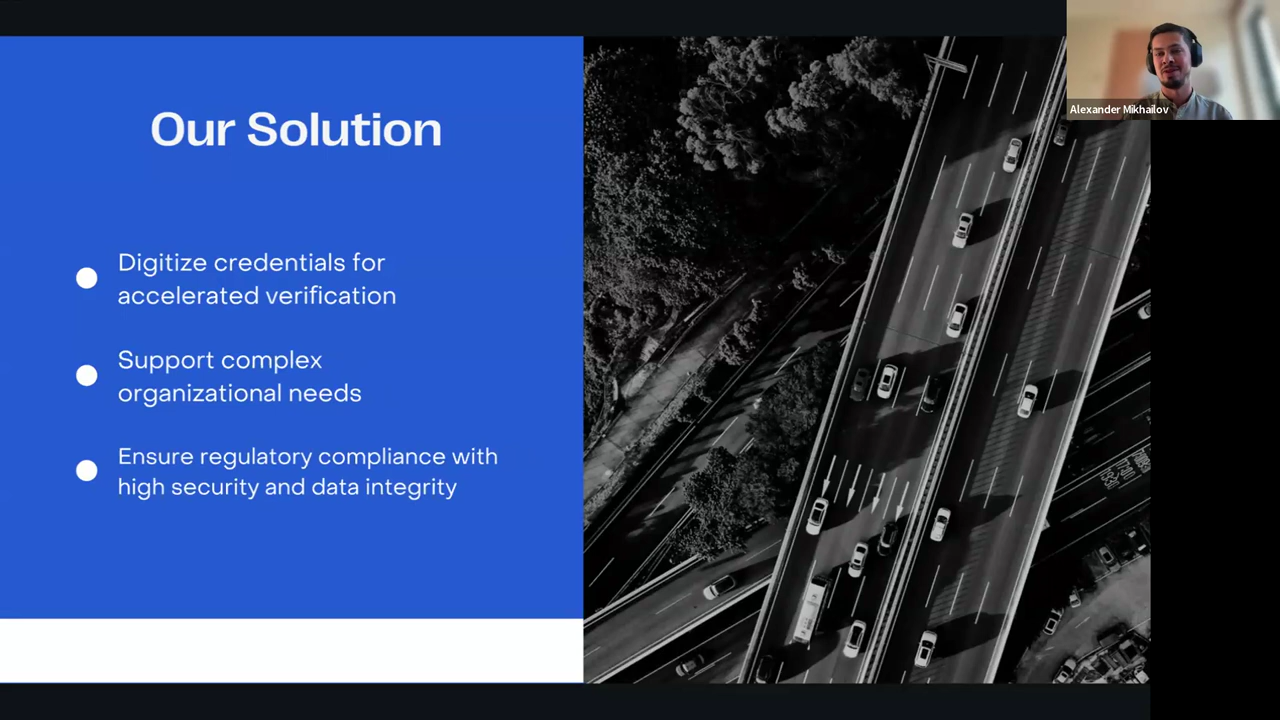 Our Solution
Digitize credentials for
accelerated verification
Support complex
organizational needs
Ensure regulatory compliance with
high security and data integrity
Alexander Mikhailov